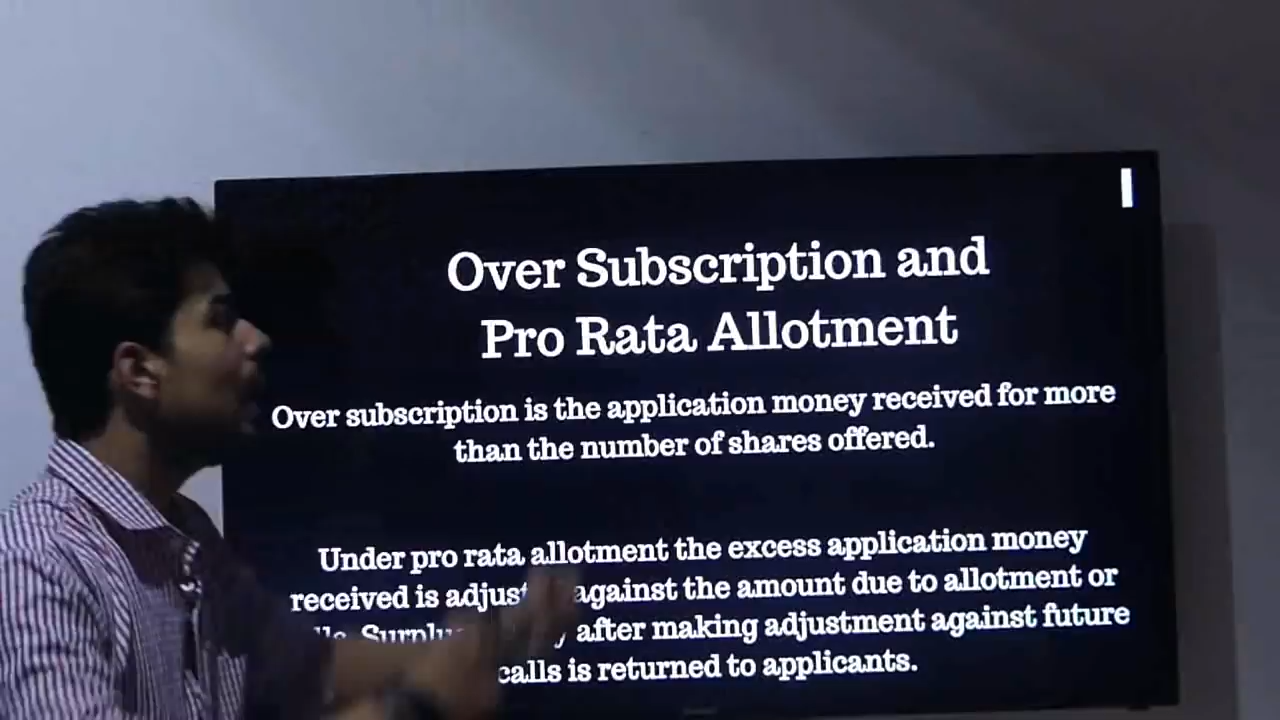 Over Subscription and
Pro Rata Allotment
Over subscription is the application money received for more
than the number of shares offered.
Under pro rata allotment the excess application money
received is against the amount due to allotment or
after making adjustment against future
calls is returned to applicants.